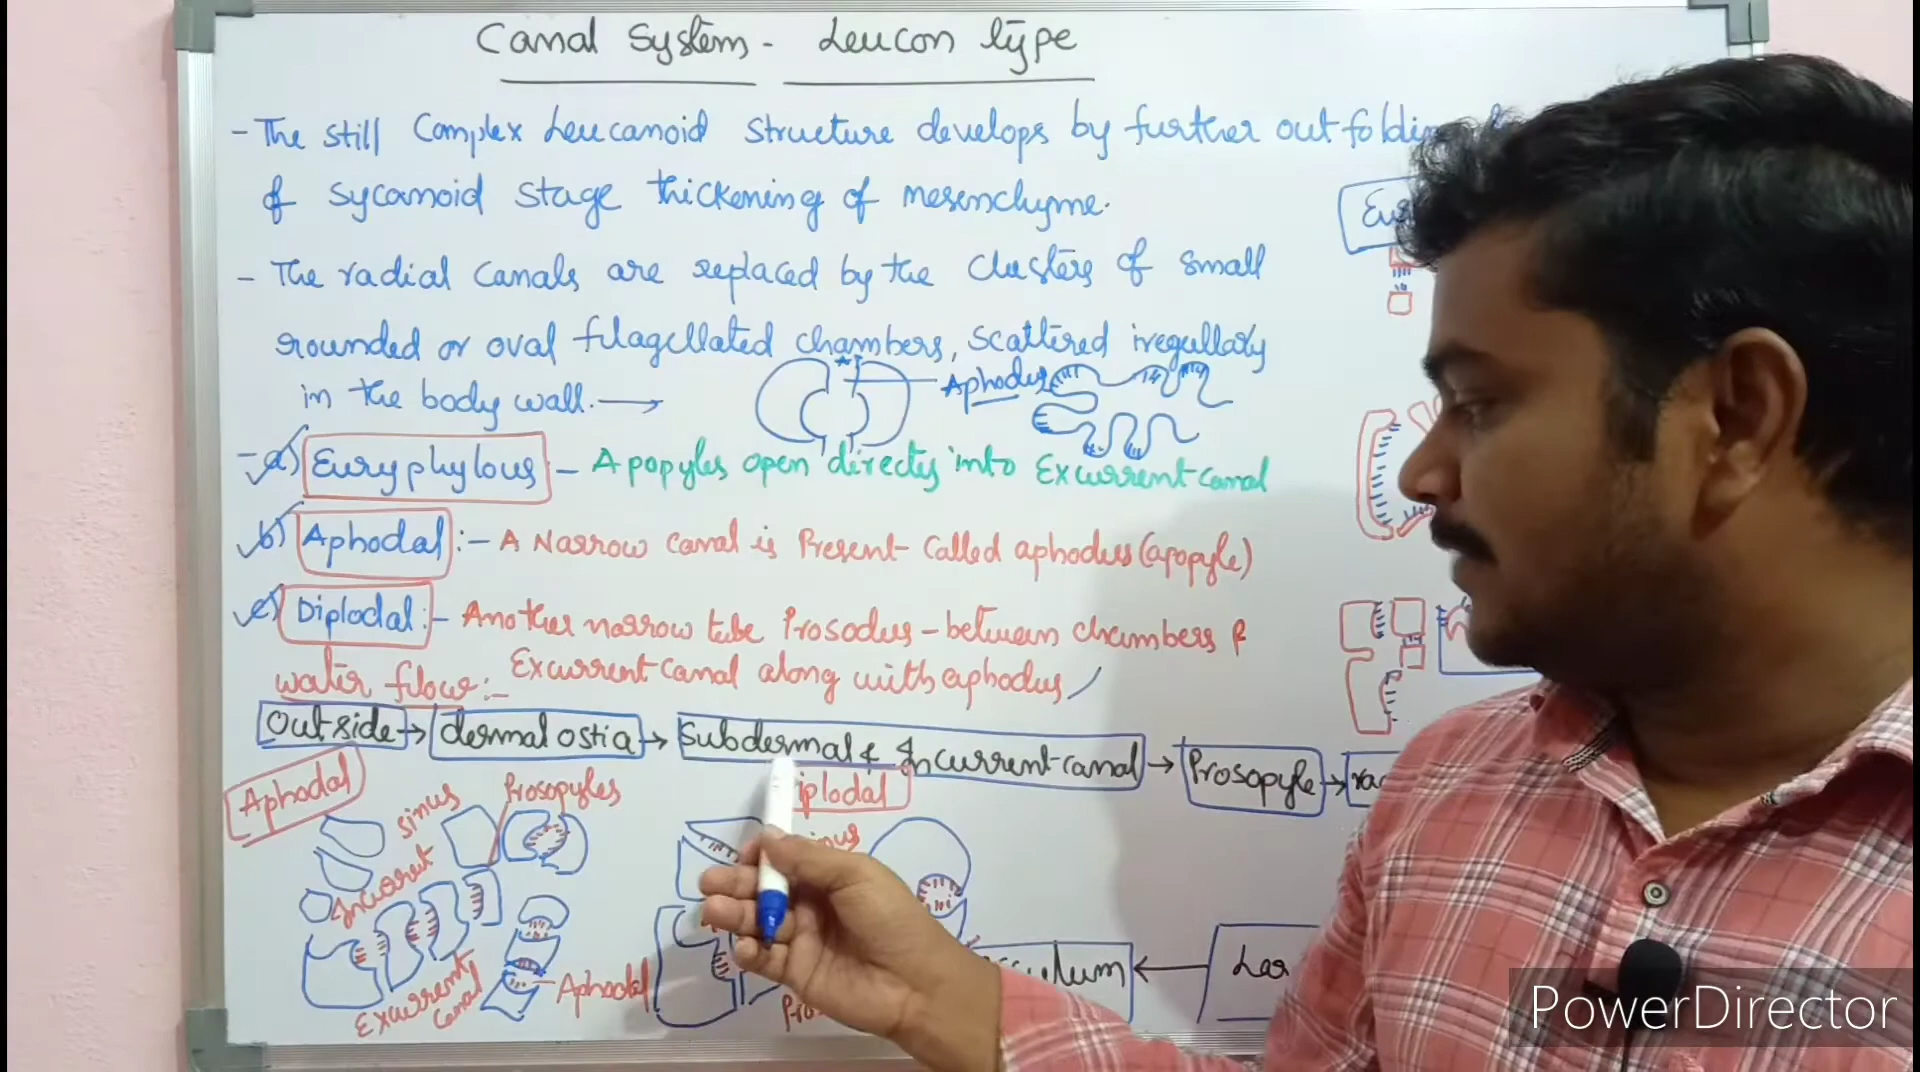 Canal System - Leucon type
- The still Complex Leucanoid Structure develops by further out folding
of sycanoid stage thickening of mesenchyme.
- The radial canals are replaced by the clusters of small
rounded or oval filagellated chambers, scattered iregullarly
in the body wall. →
Aphodus
a) Euryphylous - Apopyles open directly into Excurrent canal
b) Aphodal :- A Narrow canal is Present - called aphodus (apopyle)
c) Diplodal :- Another narrow tube Prosodus - between chambers &
Excurrent canal along with aphodus
water flow :-
Outside → dermal ostia → Subdermal & Incurrent-canal → Prosopyle →
Aphodal
sinus
Prosopyles
Incurrent
Excurrent
canal
Aphodal
iplodal
PowerDirector